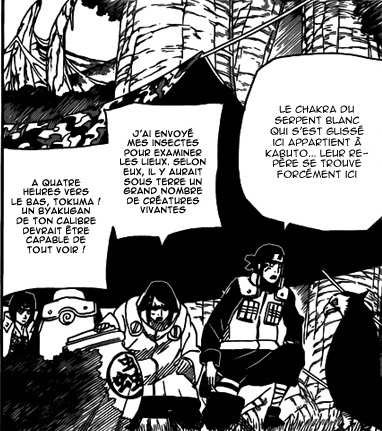 LE CHAKRA DU
SERPENT BLANC
QUI S'EST GLISSÉ
ICI APPARTIENT À
KABUTO... LEUR RE-
PÈRE SE TROUVE
FORCÉMENT ICI
J'AI ENVOYÉ
MES INSECTES
POUR EXAMINER
LES LIEUX. SELON
EUX, IL Y AURAIT
SOUS TERRE UN
GRAND NOMBRE
DE CRÉATURES
VIVANTES
A QUATRE
HEURES VERS
LE BAS, TOKUMA !
UN BYAKUGAN
DE TON CALIBRE
DEVRAIT ÊTRE
CAPABLE DE
TOUT VOIR !